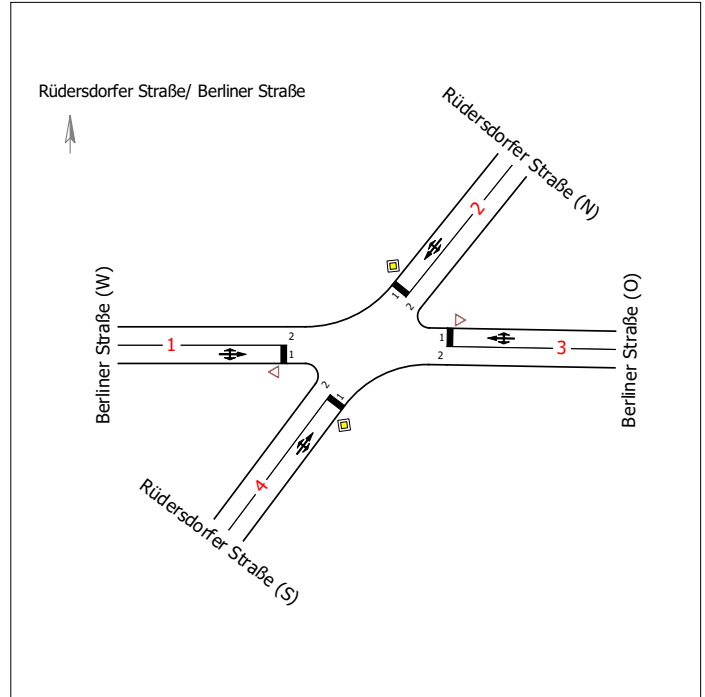 Rüdersdorfer Straße/ Berliner Straße
Rüdersdorfer Straße (N)
2
1
2
Berliner Straße (W)
1
2
1
1
2
3
Berliner Straße (O)
2
1
4
Rüdersdorfer Straße (S)